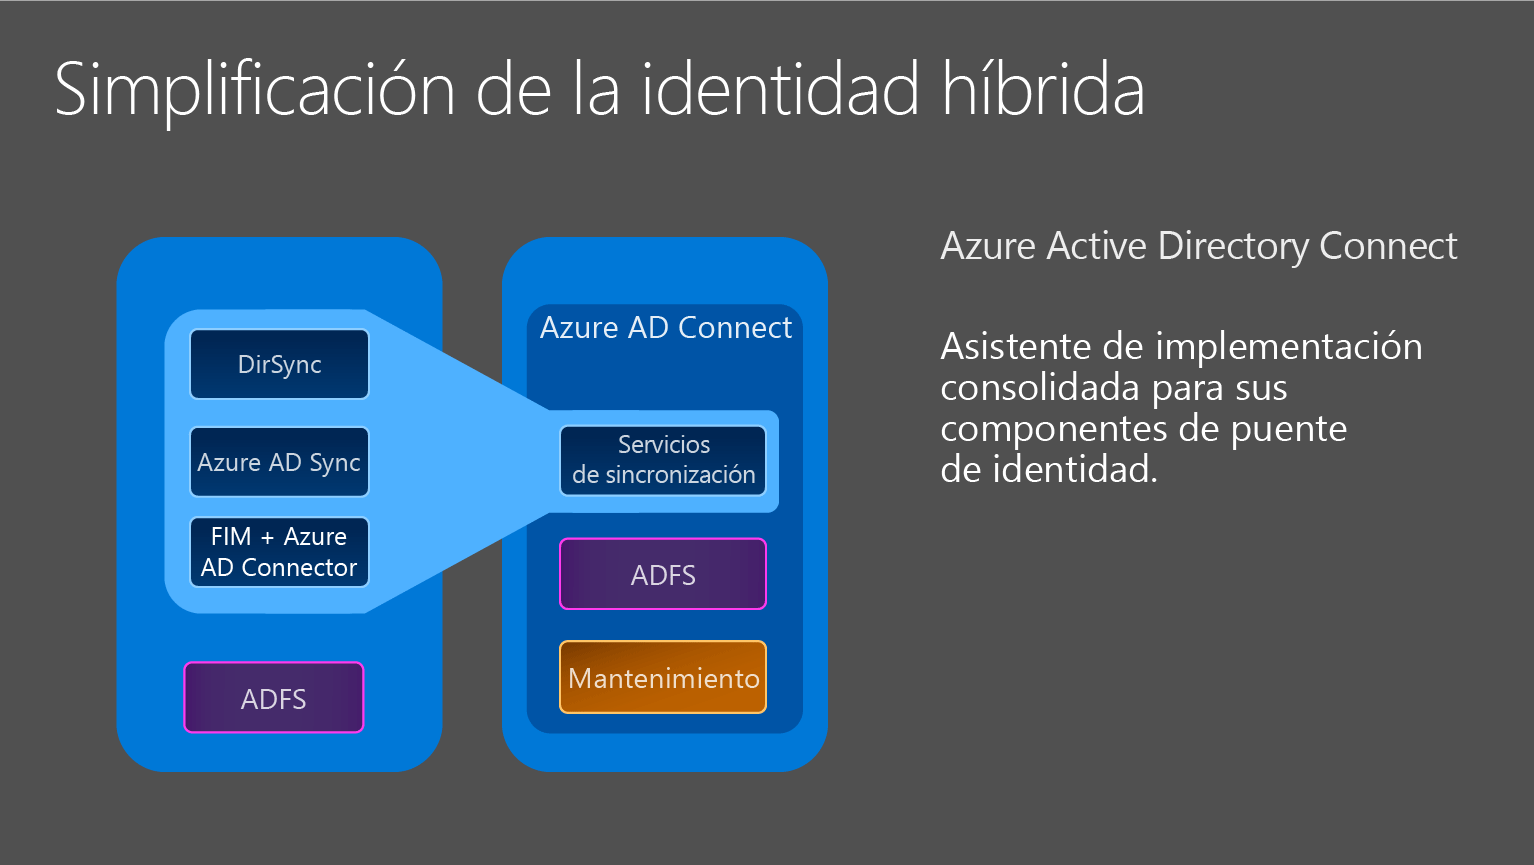 Simplificación de la identidad híbrida
DirSync
Azure AD Sync
FIM + Azure
AD Connector
ADFS
Azure AD Connect
Servicios
de sincronización
ADFS
Mantenimiento
Azure Active Directory Connect
Asistente de implementación
consolidada para sus
componentes de puente
de identidad.